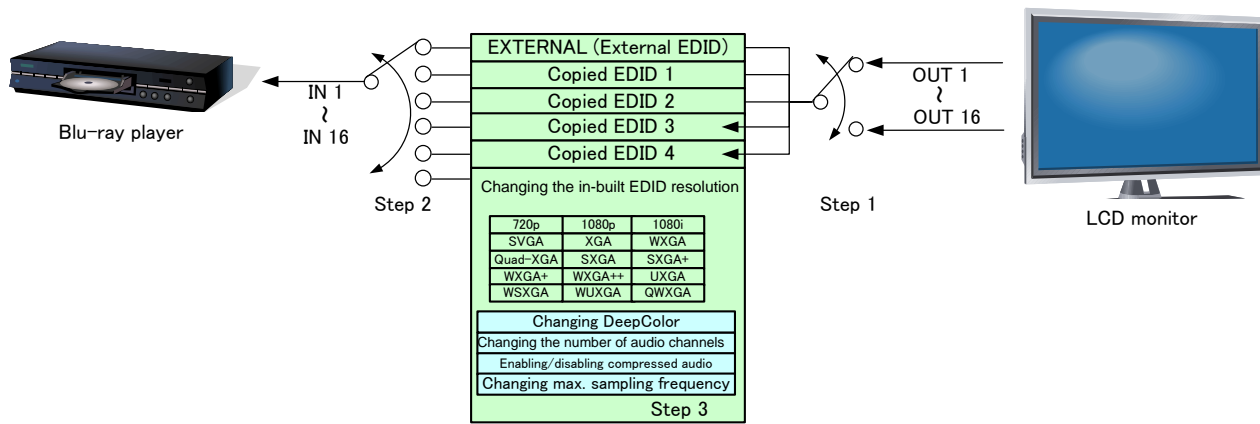 EXTERNAL (External EDID)
Copied EDID 1
Copied EDID 2
Copied EDID 3
Copied EDID 4
Changing the in-built EDID resolution
720p 1080p 1080i
SVGA XGA WXGA
Quad-XGA SXGA SXGA+
WXGA+ WXGA++ UXGA
WSXGA WUXGA QWXGA
Changing DeepColor
Changing the number of audio channels
Enabling/disabling compressed audio
Changing max. sampling frequency
Step 3
Blu-ray player
IN 1
~
IN 16
Step 2
OUT 1
~
OUT 16
Step 1
LCD monitor